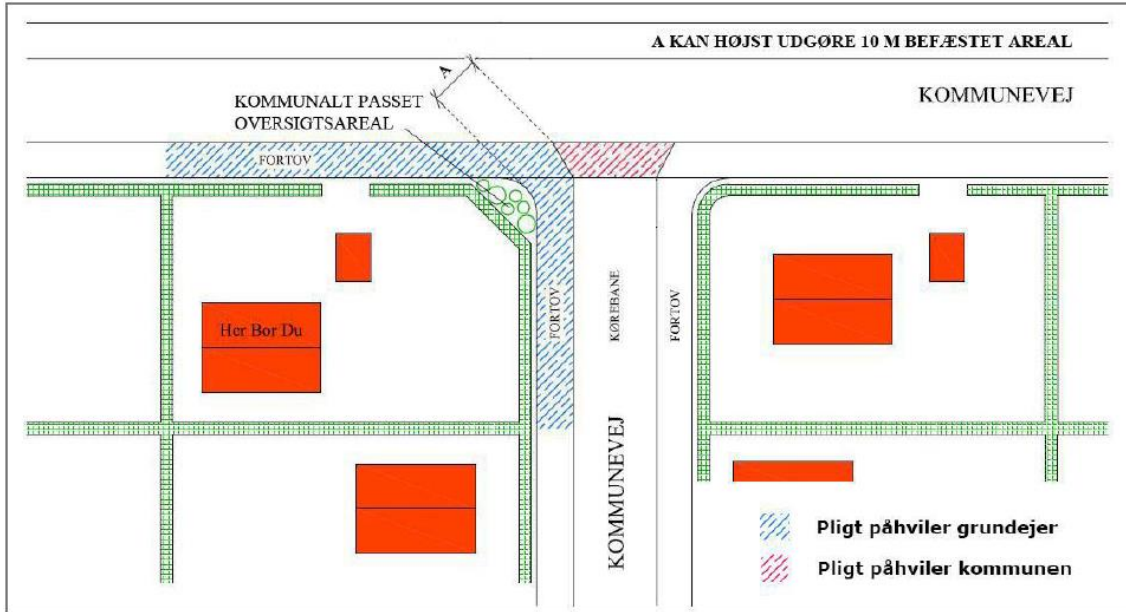 A KAN HØJST UDGØRE 10 M BEFÆSTET AREAL
A
KOMMUNALT PASSET
OVERSIGTSAREAL
KOMMUNEVEJ
FORTOV
Her Bor Du
FORTOV
KØREBANE
FORTOV
KOMMUNEVEJ
Pligt påhviler grundejer
Pligt påhviler kommunen